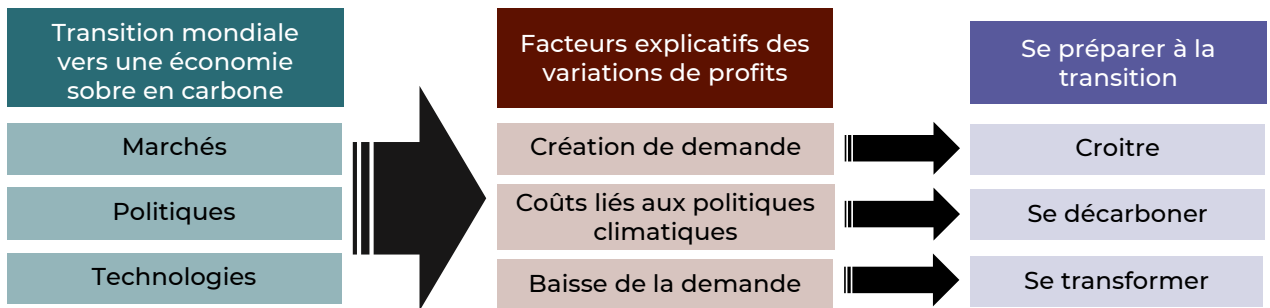 Transition mondiale
vers une économie
sobre en carbone
Marchés
Politiques
Technologies
Facteurs explicatifs des
variations de profits
Création de demande
Coûts liés aux politiques
climatiques
Baisse de la demande
Se préparer à la
transition
Croitre
Se décarboner
Se transformer